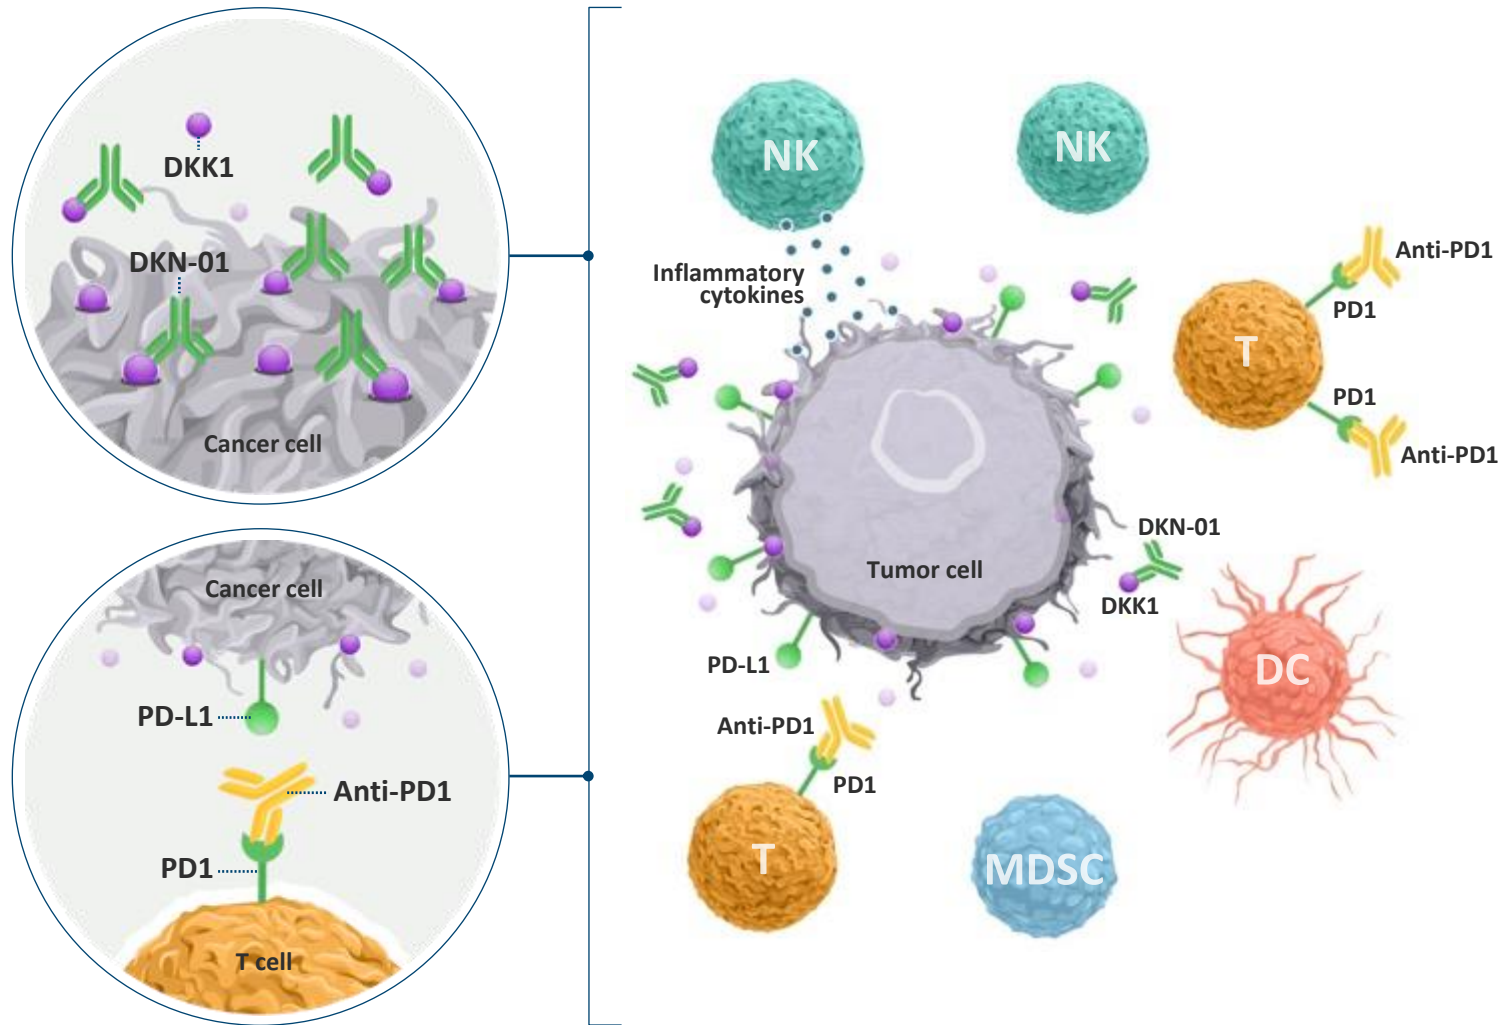 DKK1
DKN-01
Cancer cell
Cancer cell
PD-L1
Anti-PD1
PD1
T cell
NK
NK
Inflammatory
cytokines
Anti-PD1
PD1
T
PD1
Anti-PD1
Tumor cell
DKN-01
DKK1
PD-L1
DC
Anti-PD1
PD1
T
MDSC